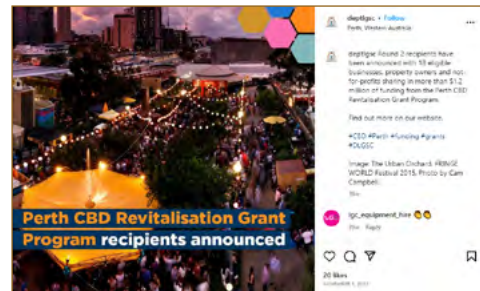 Perth CBD Revitalisation Grant
Program recipients announced
deptlgsc • Follow
Perth, Western Australia
deptlgsc Round 2 recipients have
been announced with 18 eligible
businesses, property owners and not-
for-profits sharing in more than $1.2
million of funding from the Perth CBD
Revitalisation Grant Program.
Find out more on our website.
#CBD #Perth #funding #grants
#DLGSC
Image: The Urban Orchard, FRINGE
WORLD Festival 2015. Photo by Cam
Campbell.
lgc_equipment_hire
Reply
20 likes